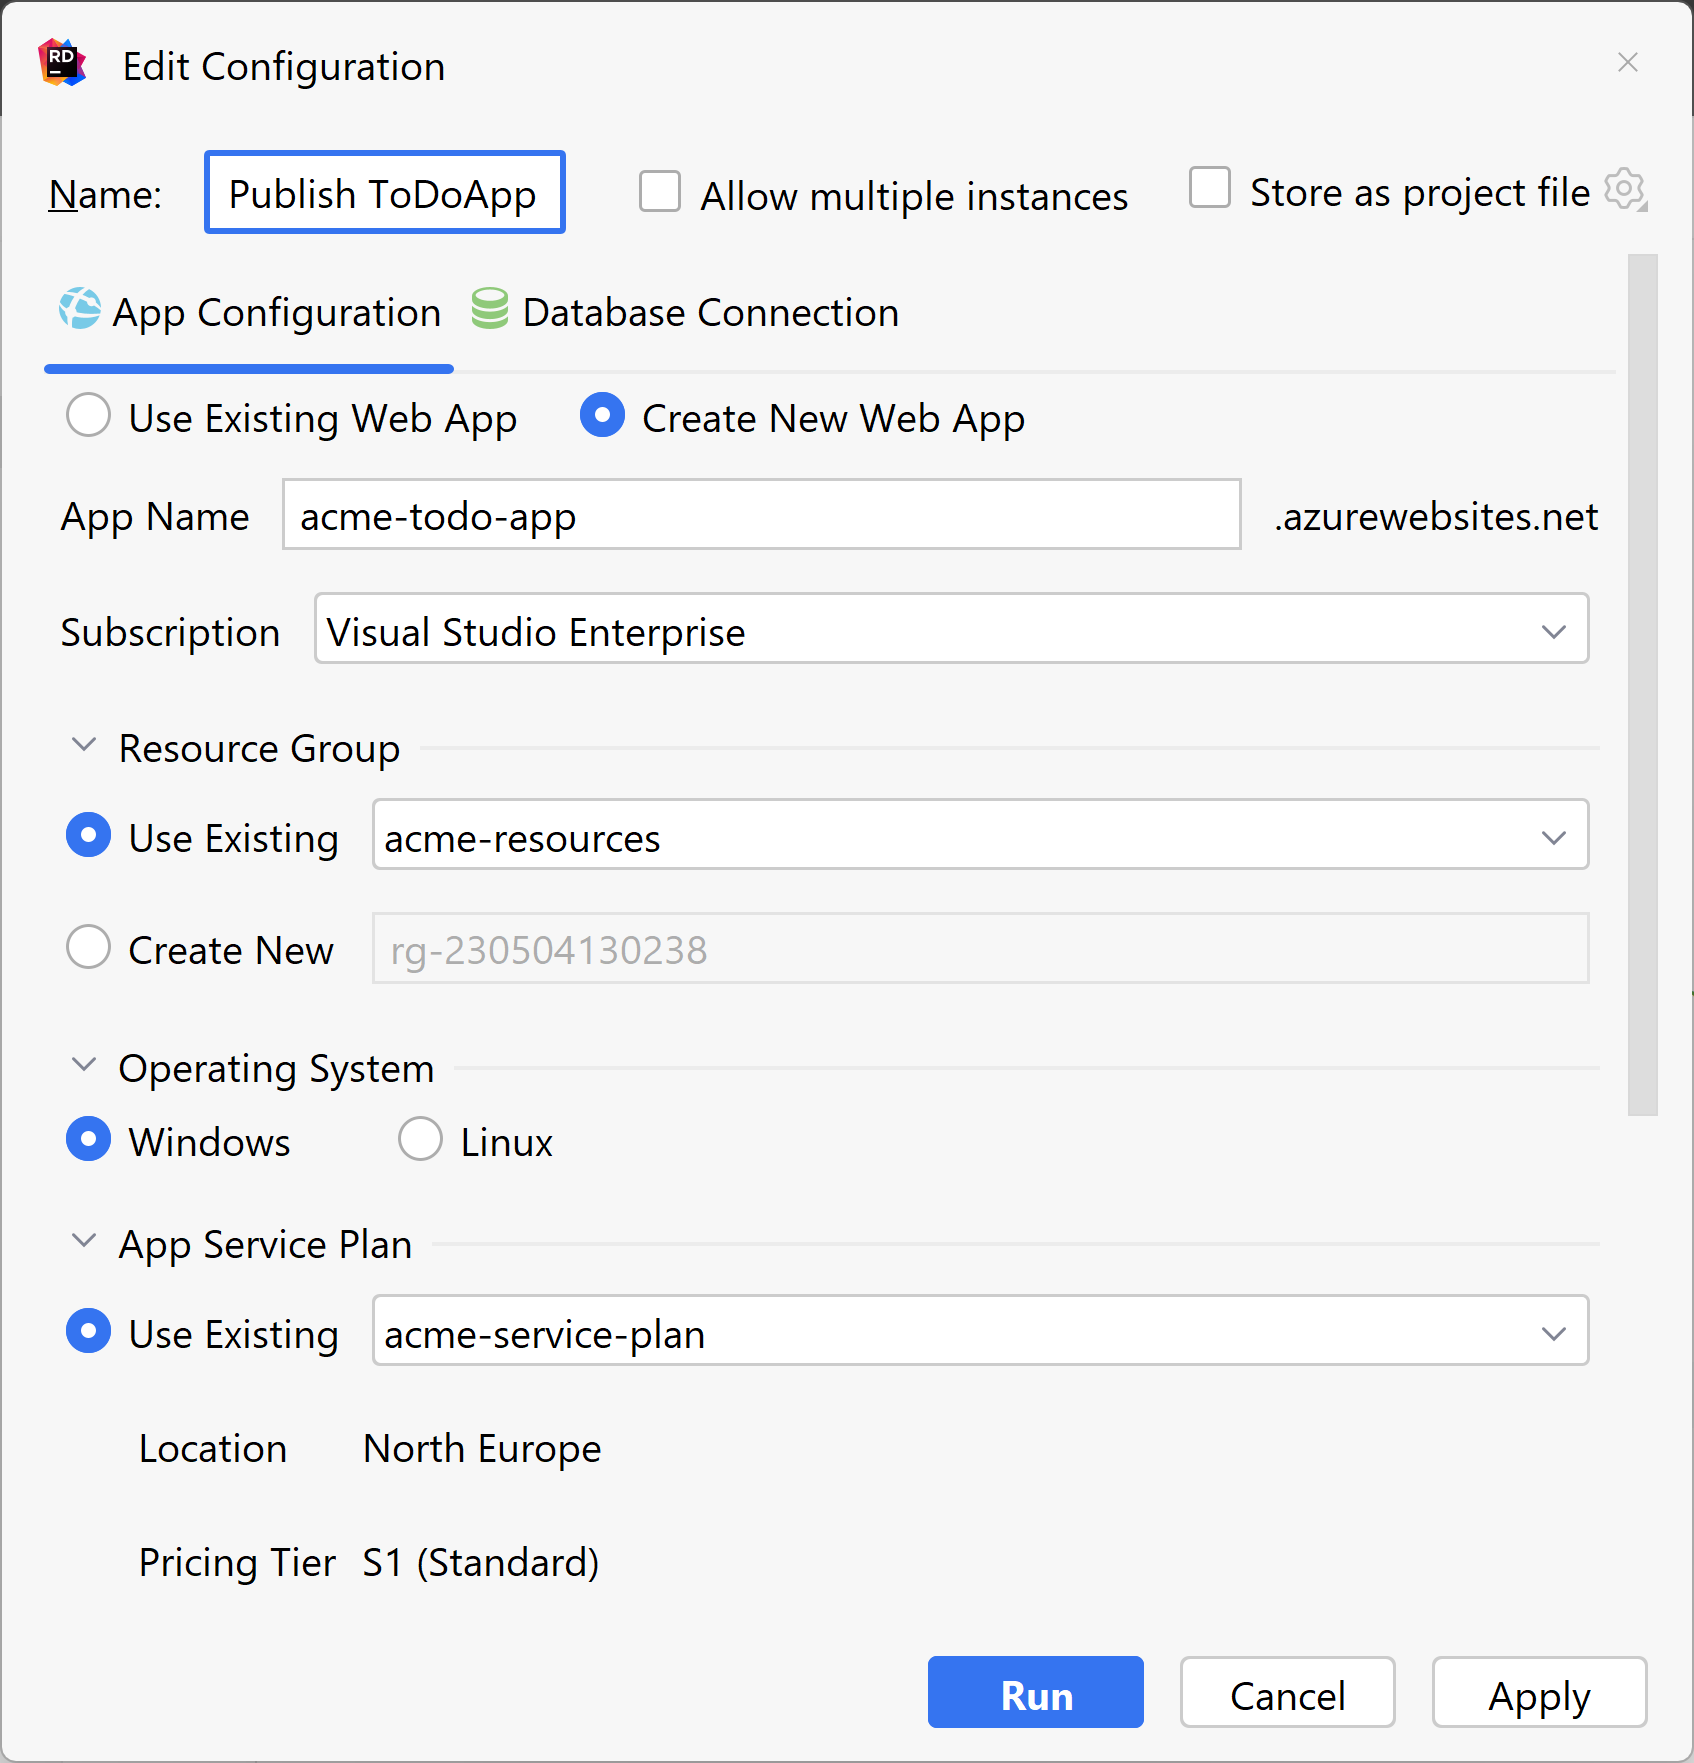 RD
Edit Configuration
Name: Publish ToDoApp Allow multiple instances Store as project file
App Configuration Database Connection
Use Existing Web App Create New Web App
App Name acme-todo-app .azurewebsites.net
Subscription Visual Studio Enterprise
Resource Group
Use Existing acme-resources
Create New rg-230504130238
Operating System
Windows Linux
App Service Plan
Use Existing acme-service-plan
Location North Europe
Pricing Tier S1 (Standard)
Run Cancel Apply